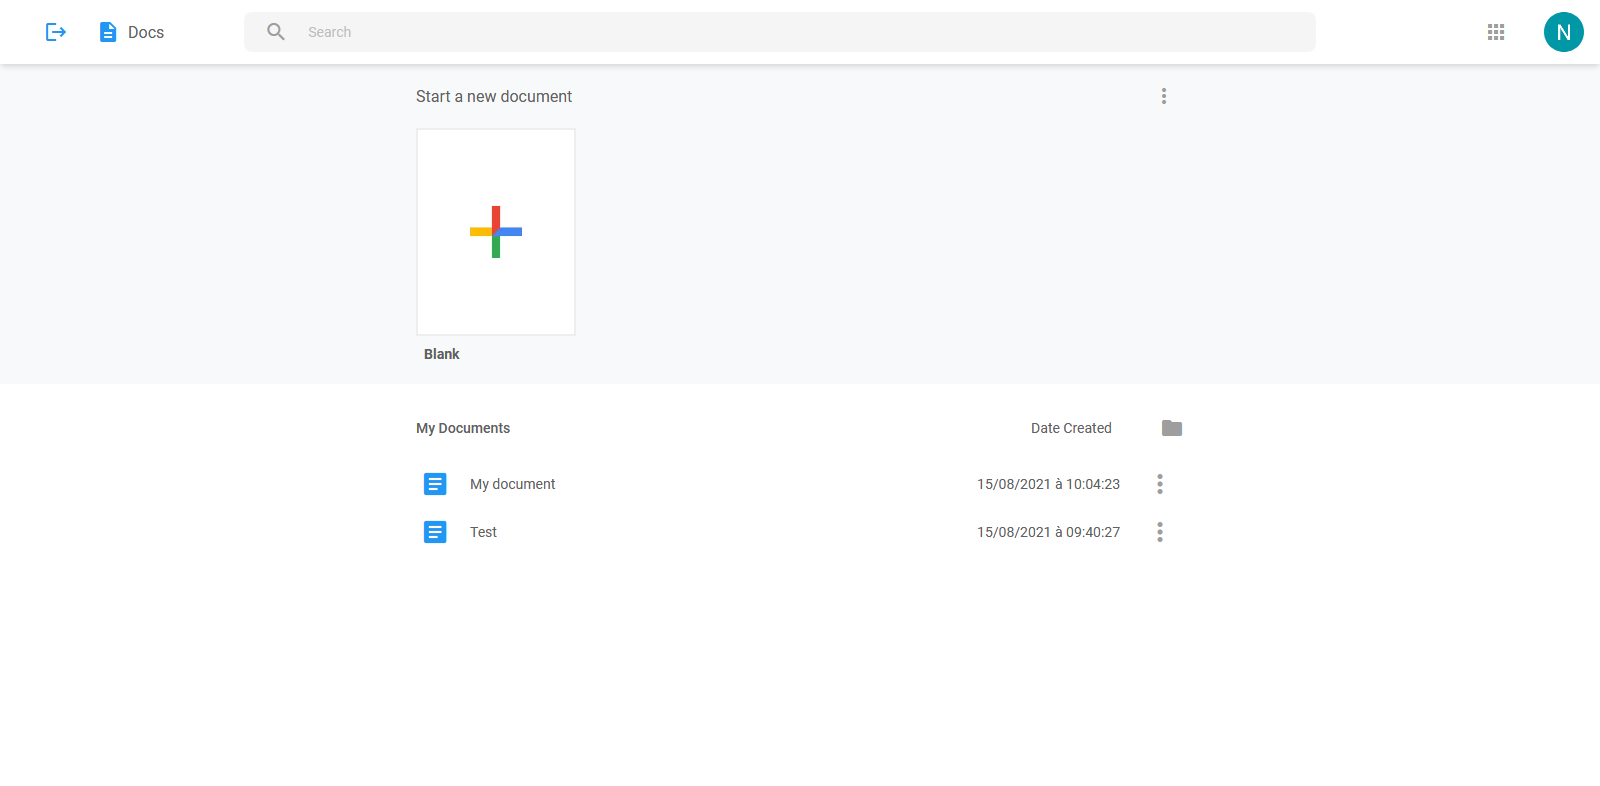 Docs
Search
N
Start a new document
Blank
My Documents
Date Created
My document
15/08/2021 à 10:04:23
Test
15/08/2021 à 09:40:27